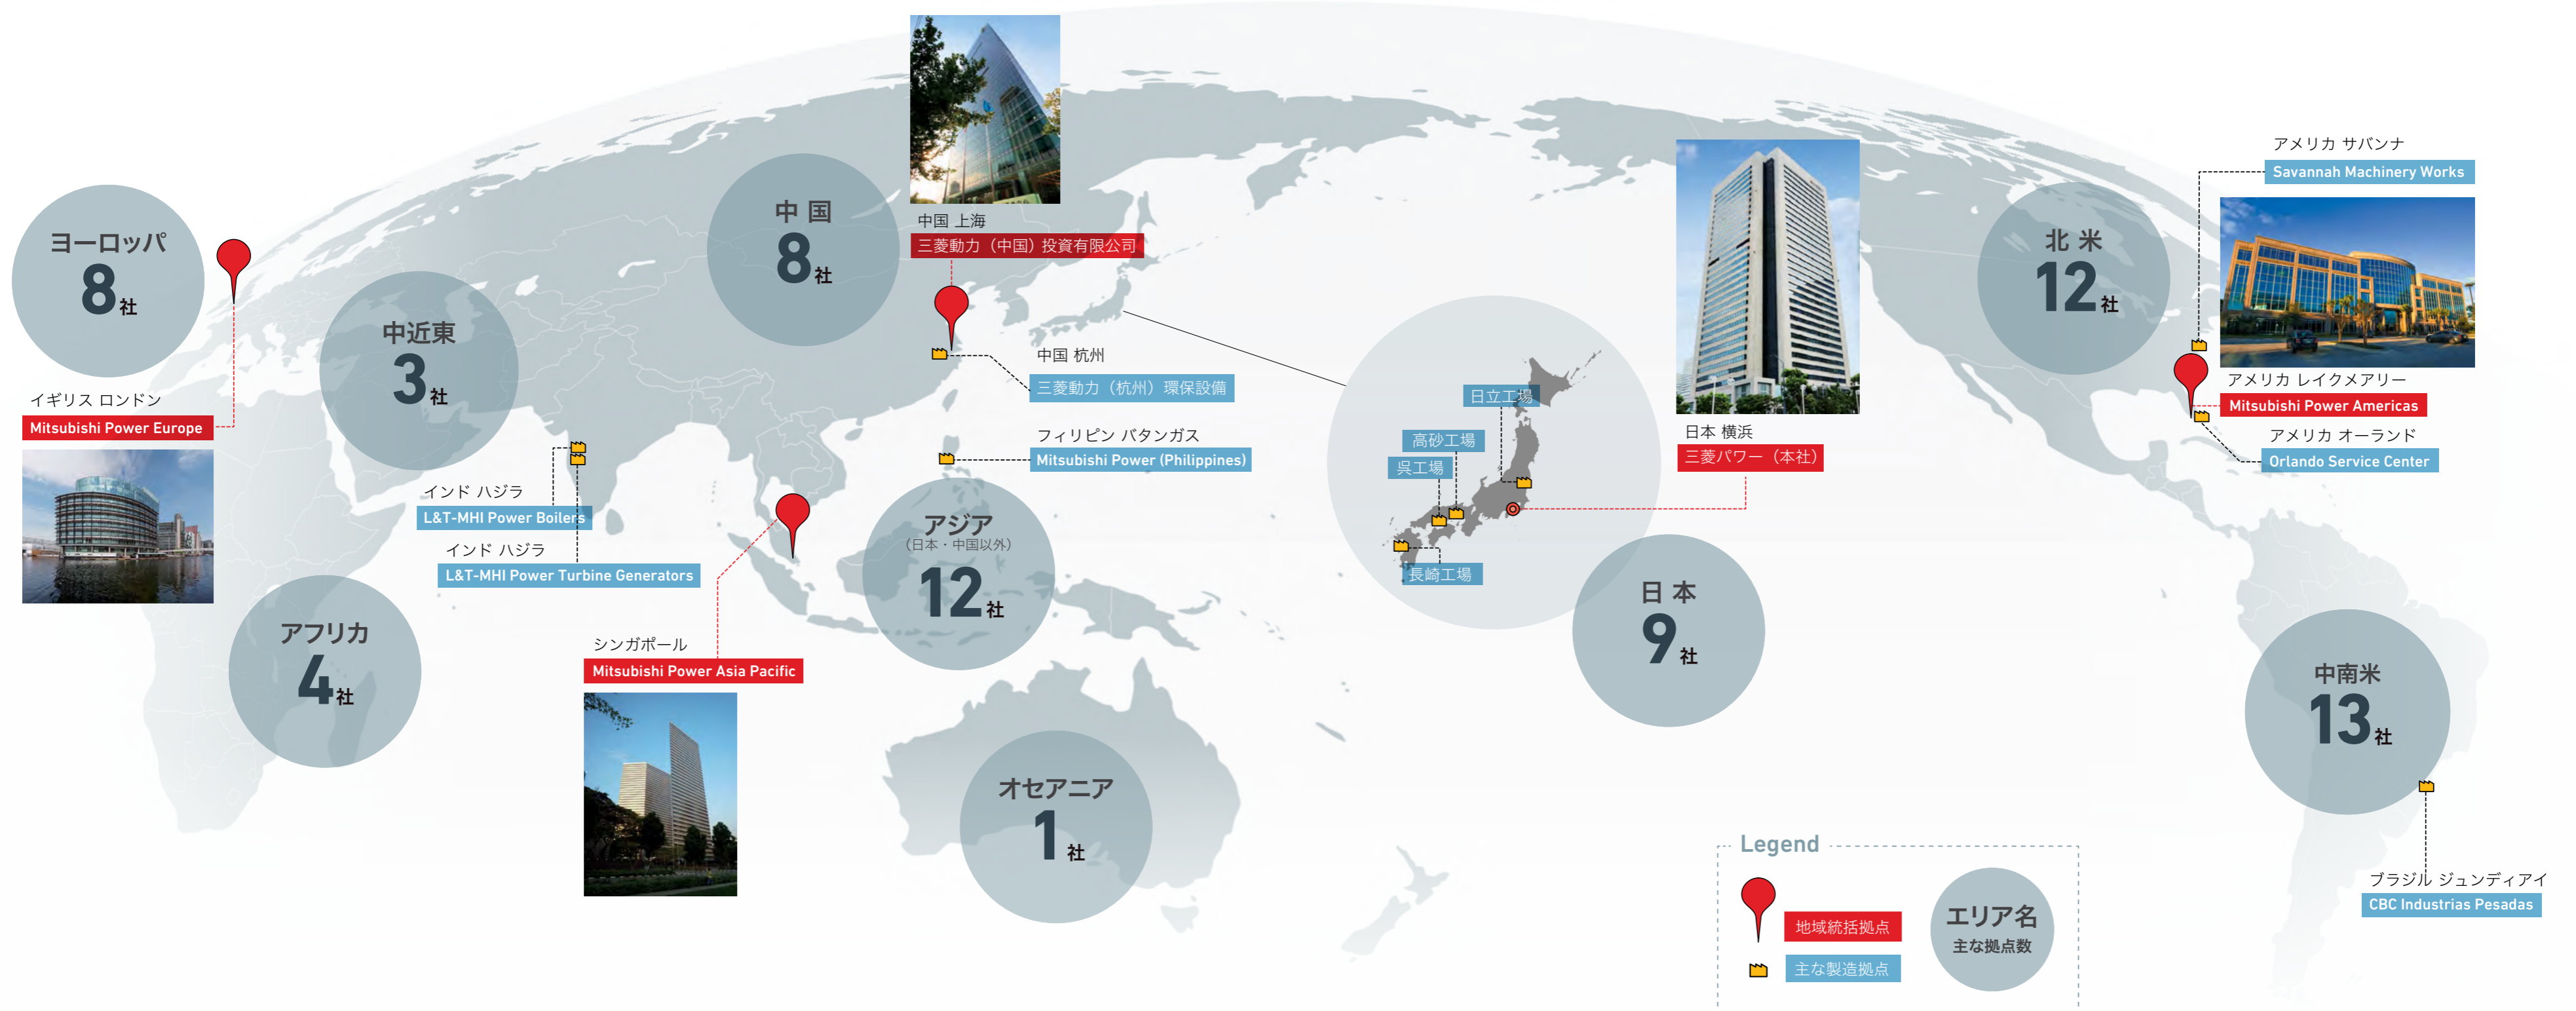 ヨーロッパ
8社
イギリス ロンドン
Mitsubishi Power Europe
中近東
3社
アフリカ
4社
インド ハジラ
L&T-MHI Power Boilers
インド ハジラ
L&T-MHI Power Turbine Generators
シンガポール
Mitsubishi Power Asia Pacific
中国
8社
中国 上海
三菱動力（中国）投資有限公司
中国 杭州
三菱動力（杭州）環保設備
フィリピン バタンガス
Mitsubishi Power (Philippines)
アジア
（日本・中国以外）
12社
オセアニア
1社
日立工場
高砂工場
呉工場
長崎工場
日本 横浜
三菱パワー（本社）
日本
9社
北米
12社
アメリカ サバンナ
Savannah Machinery Works
アメリカ レイクメアリー
Mitsubishi Power Americas
アメリカ オーランド
Orlando Service Center
中南米
13社
ブラジル ジュンディアイ
CBC Industrias Pesadas
Legend
地域統括拠点
主な製造拠点
エリア名
主な拠点数